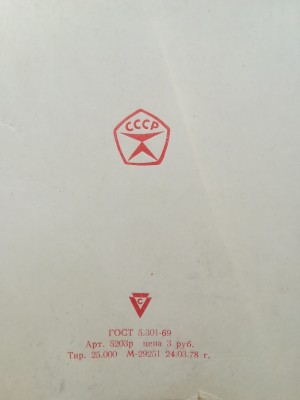 СССР
С
ГОСТ 5.301-69
Арт. 5203р цена 3 руб.
Тир. 25.000 М-29251 24.03.78 г.